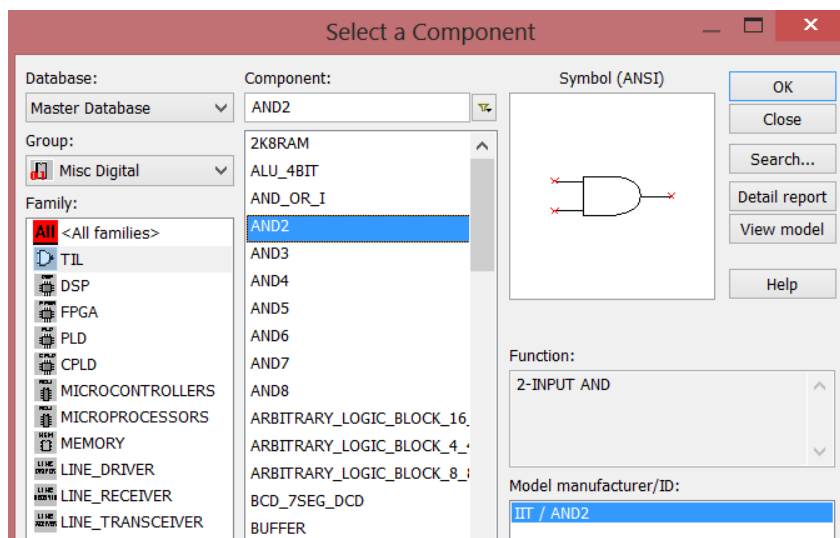 Select a Component
Database:
Master Database
Group:
Misc Digital
Family:
All <All families>
TIL
DSP
FPGA
PLD
CPLD
MICROCONTROLLERS
MICROPROCESSORS
MEMORY
LINE_DRIVER
LINE_RECEIVER
LINE_TRANSCEIVER
Component:
AND2
2K8RAM
ALU_4BIT
AND_OR_I
AND2
AND3
AND4
AND5
AND6
AND7
AND8
ARBITRARY_LOGIC_BLOCK_16_
ARBITRARY_LOGIC_BLOCK_4_
ARBITRARY_LOGIC_BLOCK_8_
BCD_7SEG_DCD
BUFFER
Symbol (ANSI)
Function:
2-INPUT AND
Model manufacturer/ID:
IIT / AND2
OK
Close
Search...
Detail report
View model
Help